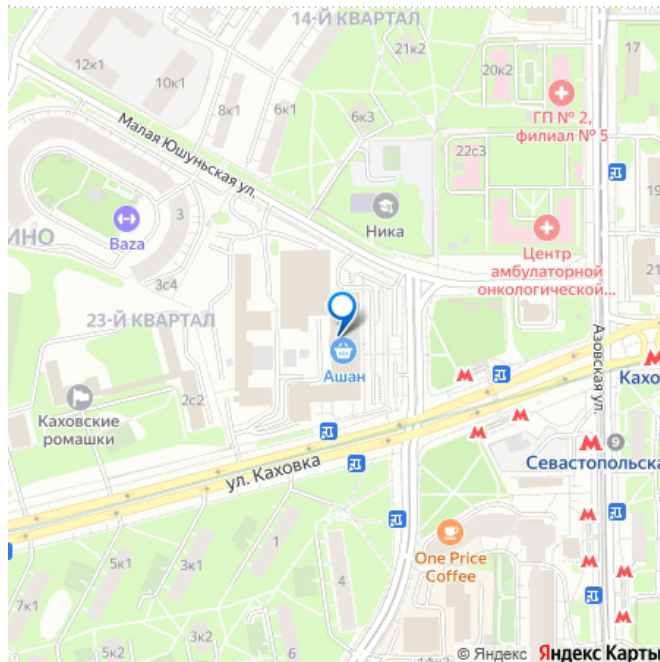 14-Й КВАРТАЛ
12к1
10к1
8к1
6к1
21к2
20к2
17
6к3
ГП № 2,
филиал № 5
Малая Юшуньская ул.
22с3
3
Baza
ИНО
Ника
Центр
амбулаторной
онкологической...
19
21
3с4
23-Й КВАРТАЛ
Азовская ул.
Ашан
Каховские
ромашки
2с2
Кахо
9
Севастопольска
ул. Каховка
One Price
Coffee
1
5к1
5к1
7к1
4
3к2
5к2
© Яндекс Яндекс Карты